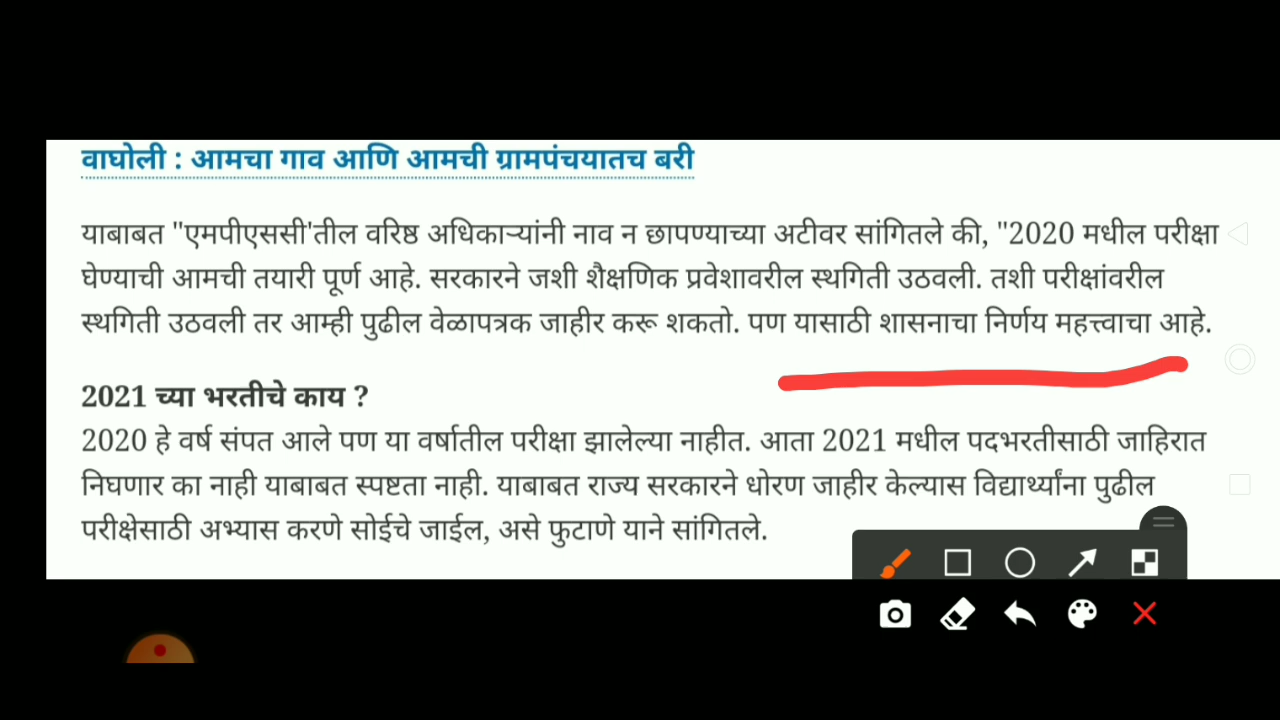 वाघोली : आमचा गाव आणि आमची ग्रामपंचयातच बरी
याबाबत "एमपीएससी'तील वरिष्ठ अधिकाऱ्यांनी नाव न छापण्याच्या अटीवर सांगितले की, "2020 मधील परीक्षा
घेण्याची आमची तयारी पूर्ण आहे. सरकारने जशी शैक्षणिक प्रवेशावरील स्थगिती उठवली. तशी परीक्षांवरील
स्थगिती उठवली तर आम्ही पुढील वेळापत्रक जाहीर करू शकतो. पण यासाठी शासनाचा निर्णय महत्त्वाचा आहे.
2021 च्या भरतीचे काय ?
2020 हे वर्ष संपत आले पण या वर्षातील परीक्षा झालेल्या नाहीत. आता 2021 मधील पदभरतीसाठी जाहिरात
निघणार का नाही याबाबत स्पष्टता नाही. याबाबत राज्य सरकारने धोरण जाहीर केल्यास विद्यार्थ्यांना पुढील
परीक्षेसाठी अभ्यास करणे सोईचे जाईल, असे फुटाणे याने सांगितले.